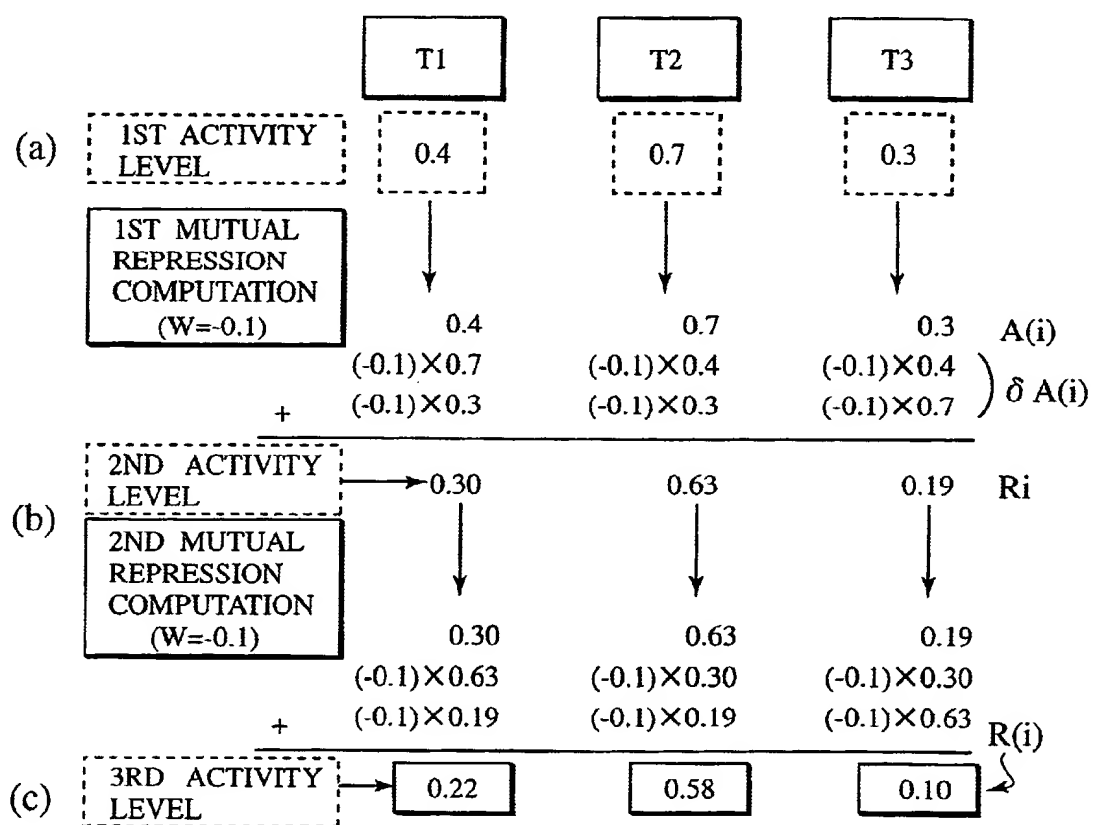 T1 T2 T3
(a)
1ST ACTIVITY
LEVEL
0.4 0.7 0.3
1ST MUTUAL
REPRESSION
COMPUTATION
(W=-0.1)
0.4 0.7 0.3 A(i)
(-0.1)×0.7 (-0.1)×0.4 (-0.1)×0.4
δ A(i)
+ (-0.1)×0.3 (-0.1)×0.3 (-0.1)×0.7
(b)
2ND ACTIVITY
LEVEL
0.30 0.63 0.19 Ri
2ND MUTUAL
REPRESSION
COMPUTATION
(W=-0.1)
0.30 0.63 0.19
(-0.1)×0.63 (-0.1)×0.30 (-0.1)×0.30
+ (-0.1)×0.19 (-0.1)×0.19 (-0.1)×0.63
R(i)
(c)
3RD ACTIVITY
LEVEL
0.22 0.58 0.10